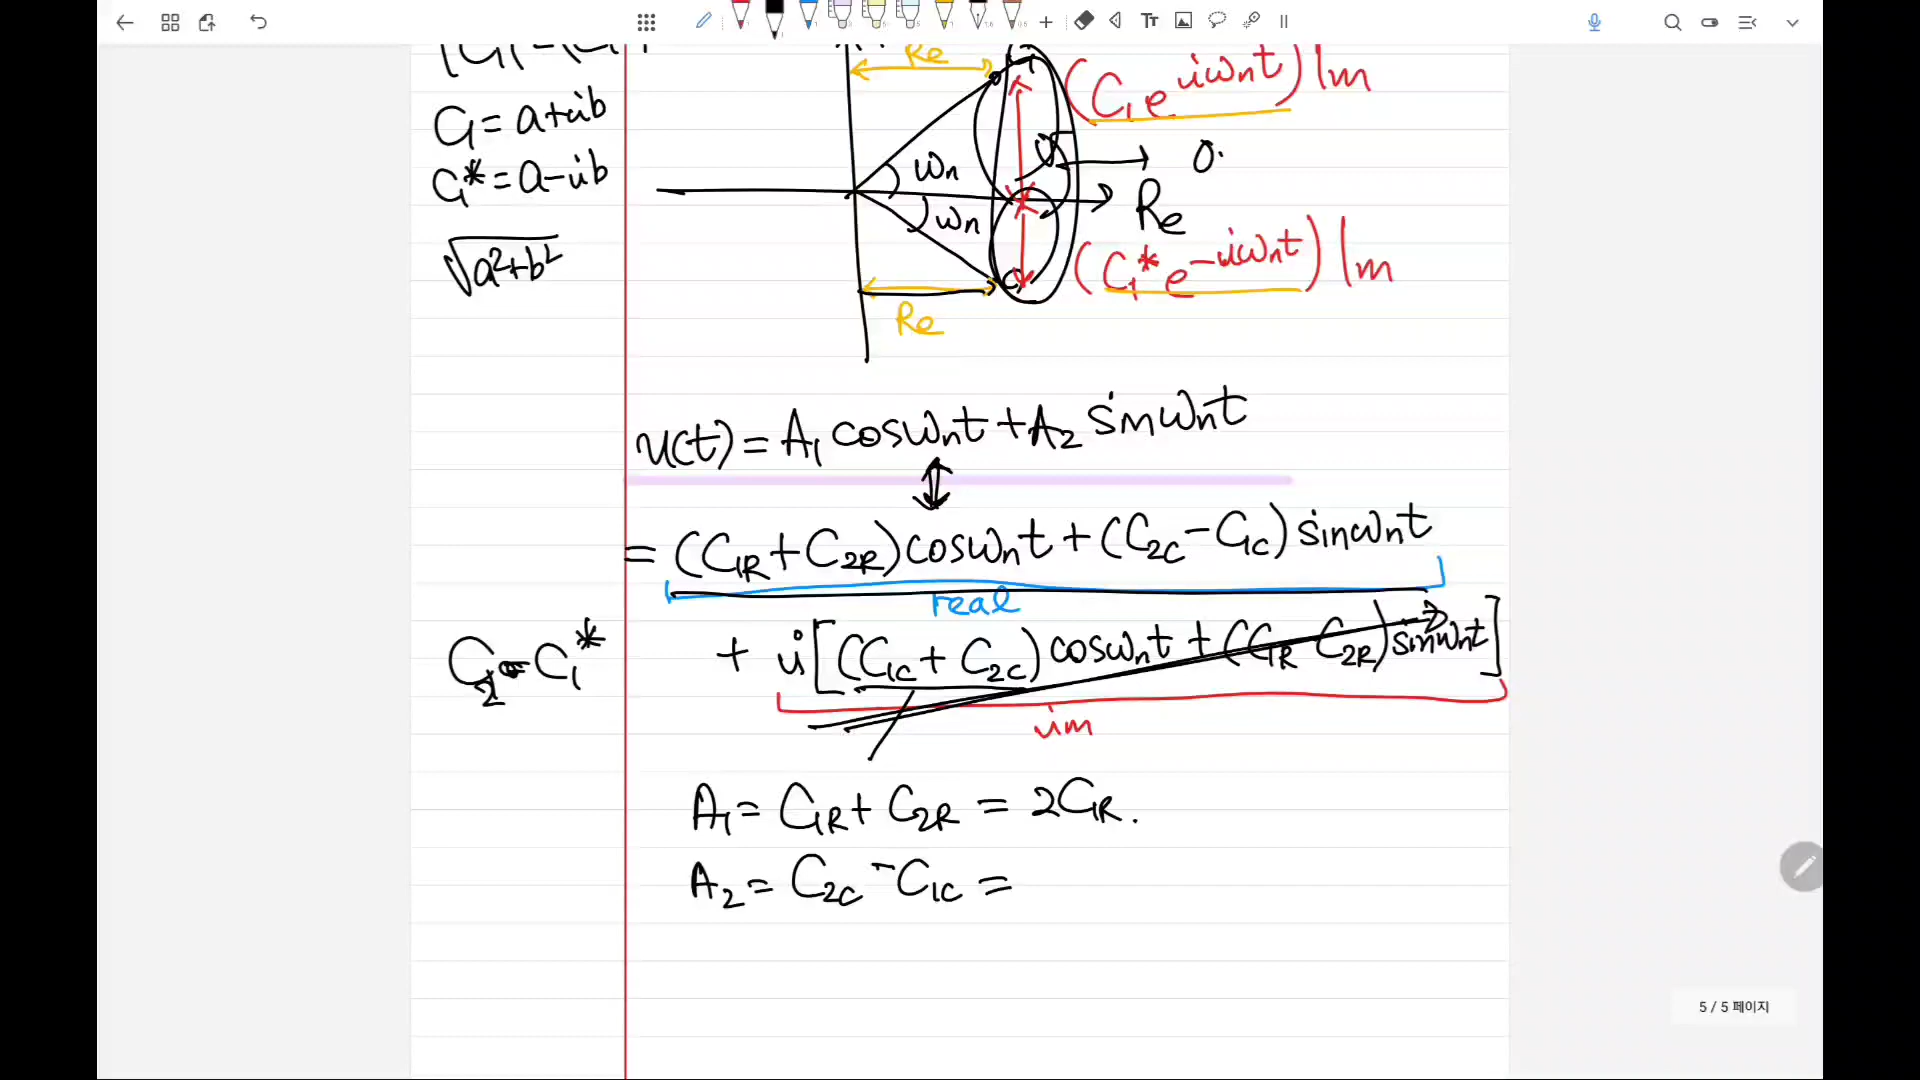 C₁ = a+ib
C₁* = a-ib
√a²+b²
Re
(C₁e^iωnt) Im
ωn
ωn
0.
Re
(C₁* e^-iωnt) Im
Re
u(t) = A₁ cosωnt + A₂ sinωnt
= (C1R + C2R) cosωnt + (C2C - C1C) sinωnt
real
C₂ = C₁*
+ i[(C1C + C2C) cosωnt + (C1R - C2R) sinωnt]
im
A₁ = C1R + C2R = 2C1R.
A₂ = C2C - C1C =
5 / 5 페이지